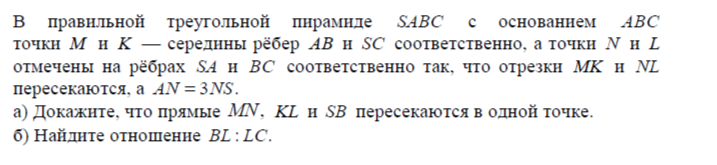 В правильной треугольной пирамиде SABC с основанием ABC
точки M и K — середины рёбер AB и SC соответственно, а точки N и L
отмечены на рёбрах SA и BC соответственно так, что отрезки MK и NL
пересекаются, а AN = 3NS.
а) Докажите, что прямые MN, KL и SB пересекаются в одной точке.
б) Найдите отношение BL : LC.